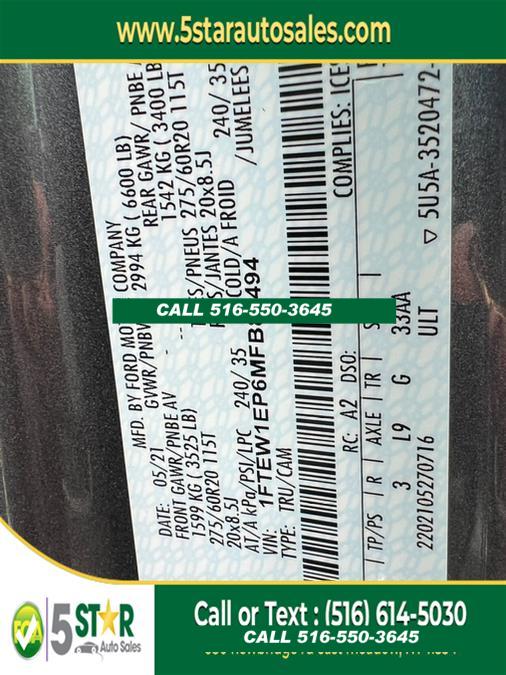 www.5starautosales.com
MFD. BY FORD MOT COMPANY
DATE: 05/21 GVWR/PNBV 2994 KG ( 6600 LB)
FRONT GAWR/PNBE AV REAR GAWR/ PNBE
1599 KG ( 3525 LB) 1542 KG ( 3400 LB
275/60R20 115T /PNEUS 275/60R20 115T
20x8.5J /JANTES 20x8.5J
AT/A kPa/PSI/LPC 240/ 35 COLD/A FROID 240/ 35
VIN: 1FTEW1EP6MFB 494 /JUMELEES
TYPE: TRU/CAM
COMPLIES: ICES
RC: A2 DSO:
TP/PS R AXLE TR S
3 L9 G 33AA
2202105270716 ULT ▽ 5U5A-3520472-
CALL 516-550-3645
5 STAR
Auto Sales
Call or Text : (516) 614-5030
CALL 516-550-3645